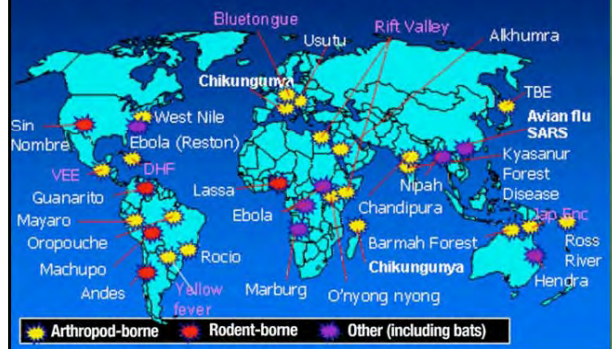 Bluetongue
Rift Valley
Usutu
Alkhumra
Chikungunya
TBE
West Nile
Avian flu
SARS
Sin
Nombre
Ebola (Reston)
Kyasanur
Forest
Disease
VEE
DHF
Guanarito
Lassa
Nipah
Chandipura
Mayaro
Ebola
Jap Enc
Oropouche
Barmah Forest
Ross
River
Machupo
Rocio
Chikungunya
Andes
Yellow
fever
Marburg
O'nyong nyong
Hendra
Arthropod-borne
Rodent-borne
Other (including bats)